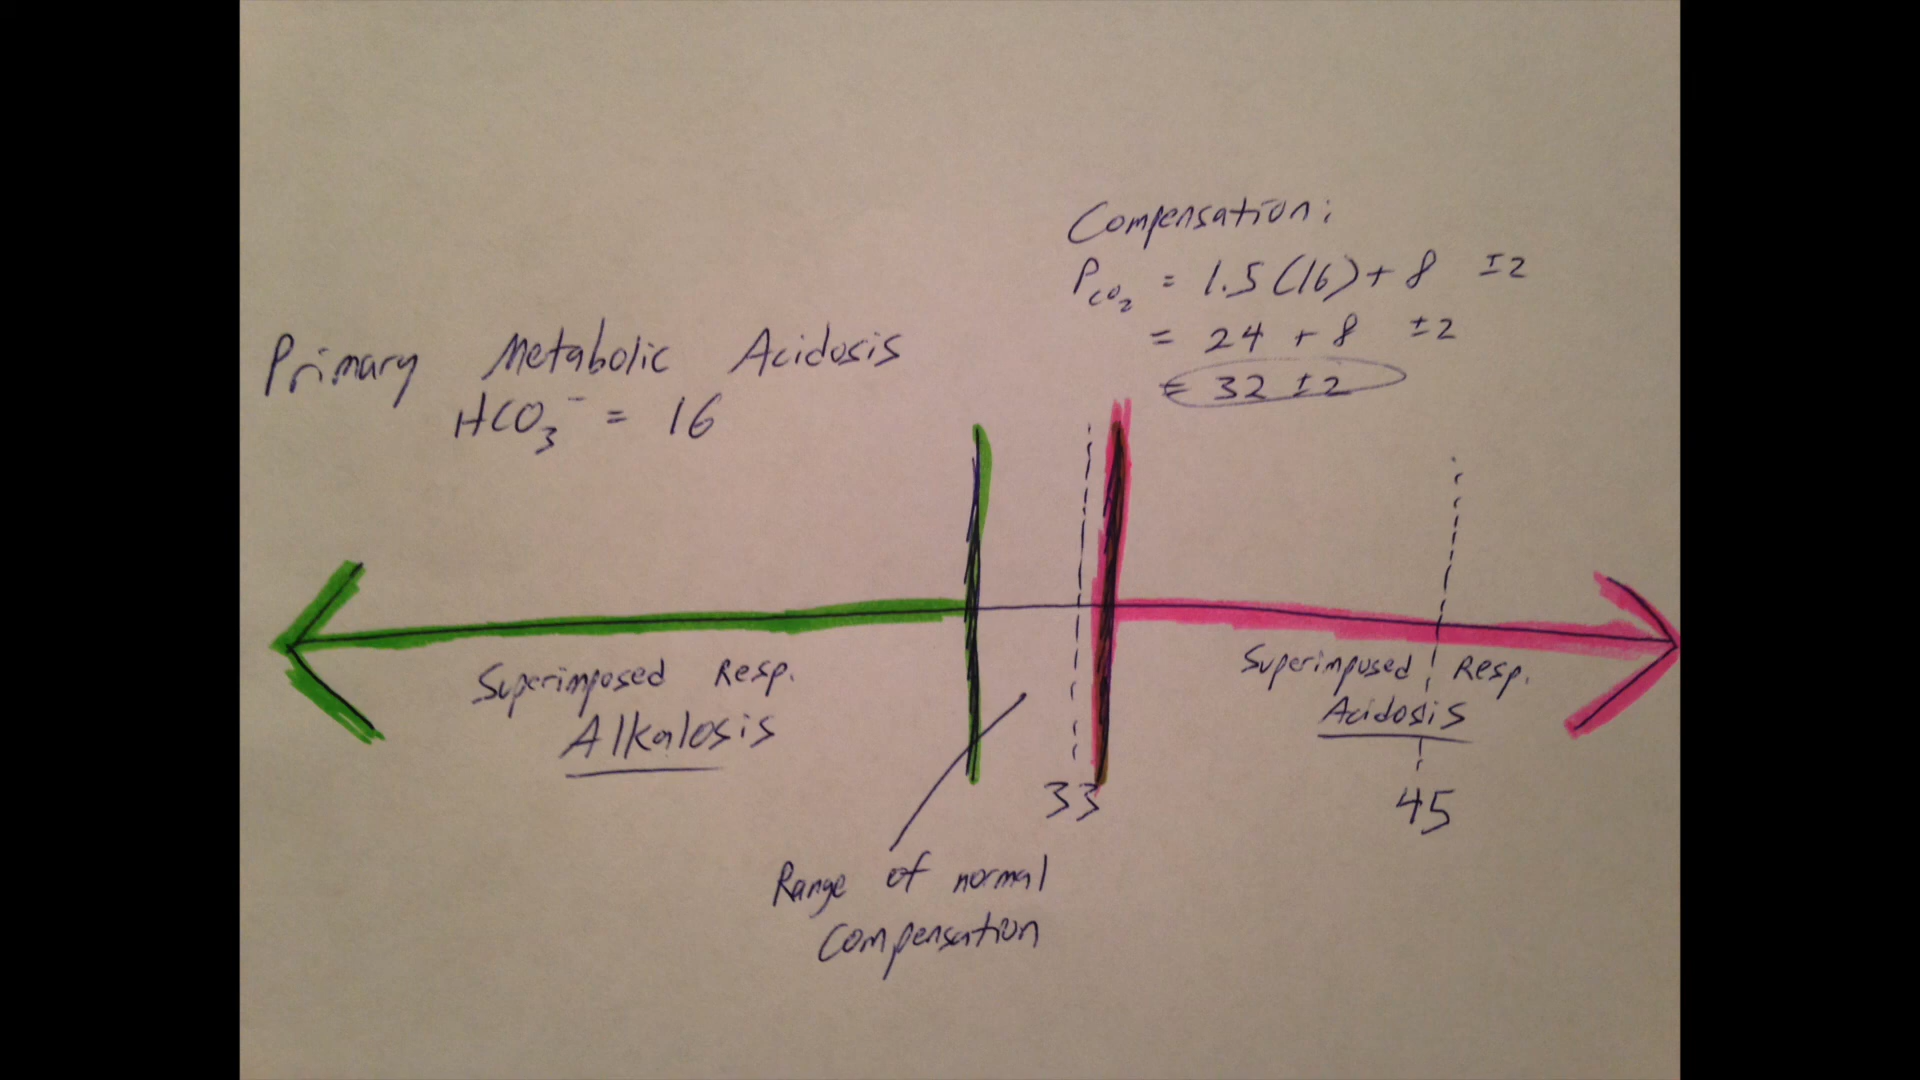 Compensation:
PCO₂ = 1.5(16)+ 8 ±2
= 24 + 8 ±2
= 32 ±2
Primary Metabolic Acidosis
HCO₃⁻ = 16
Superimposed Resp.
Alkalosis
Superimposed Resp.
Acidosis
33
45
Range of normal
Compensation